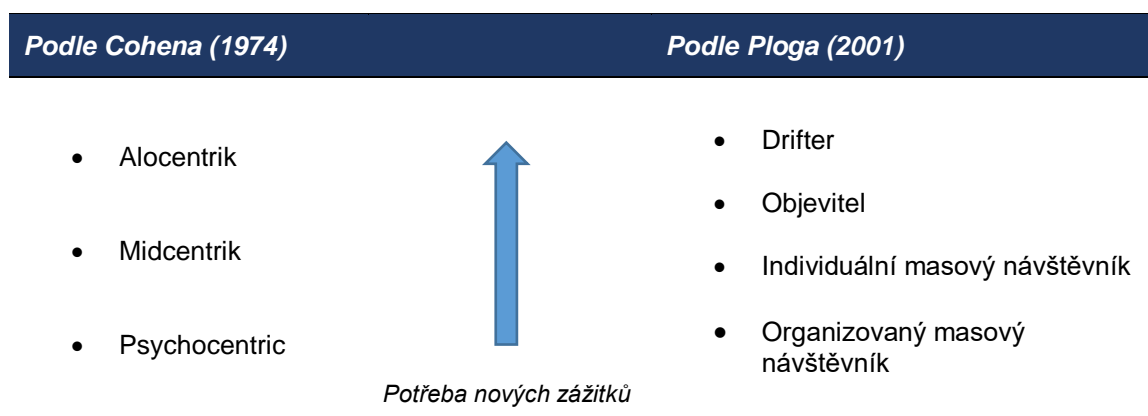 Podle Cohena (1974)
Podle Ploga (2001)
Alocentrik
Midcentrik
Psychocentric
Potřeba nových zážitků
Drifter
Objevitel
Individuální masový návštěvník
Organizovaný masový
návštěvník